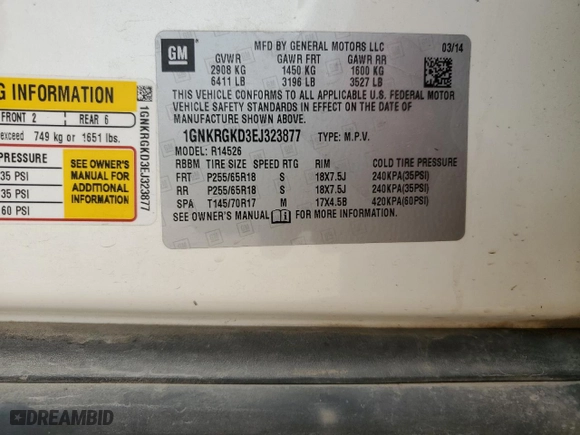 GM
MFD BY GENERAL MOTORS LLC 03/14
GVWR GAWR FRT GAWR RR
2908 KG 1450 KG 1600 KG
6411 LB 3196 LB 3527 LB
THIS VEHICLE CONFORMS TO ALL APPLICABLE U.S. FEDERAL MOTOR
VEHICLE SAFETY STANDARDS IN EFFECT ON THE DATE OF
MANUFACTURE SHOWN ABOVE.
1GNKRGKD3EJ323877 TYPE: M.P.V.
MODEL: R14526
RBBM TIRE SIZE SPEED RTG RIM COLD TIRE PRESSURE
FRT P255/65R18 S 18X7.5J 240KPA(35PSI)
RR P255/65R18 S 18X7.5J 240KPA(35PSI)
SPA T145/70R17 M 17X4.5B 420KPA(60PSI)
SEE OWNER'S MANUAL FOR MORE INFORMATION.
G INFORMATION
FRONT 2 REAR 6
exceed 749 kg or 1651 lbs.
PRESSURE
35 PSI
35 PSI
60 PSI
SEE OWNER'S
MANUAL FOR
ADDITIONAL
INFORMATION
1GNKRGKD3EJ323877
DREAMBID